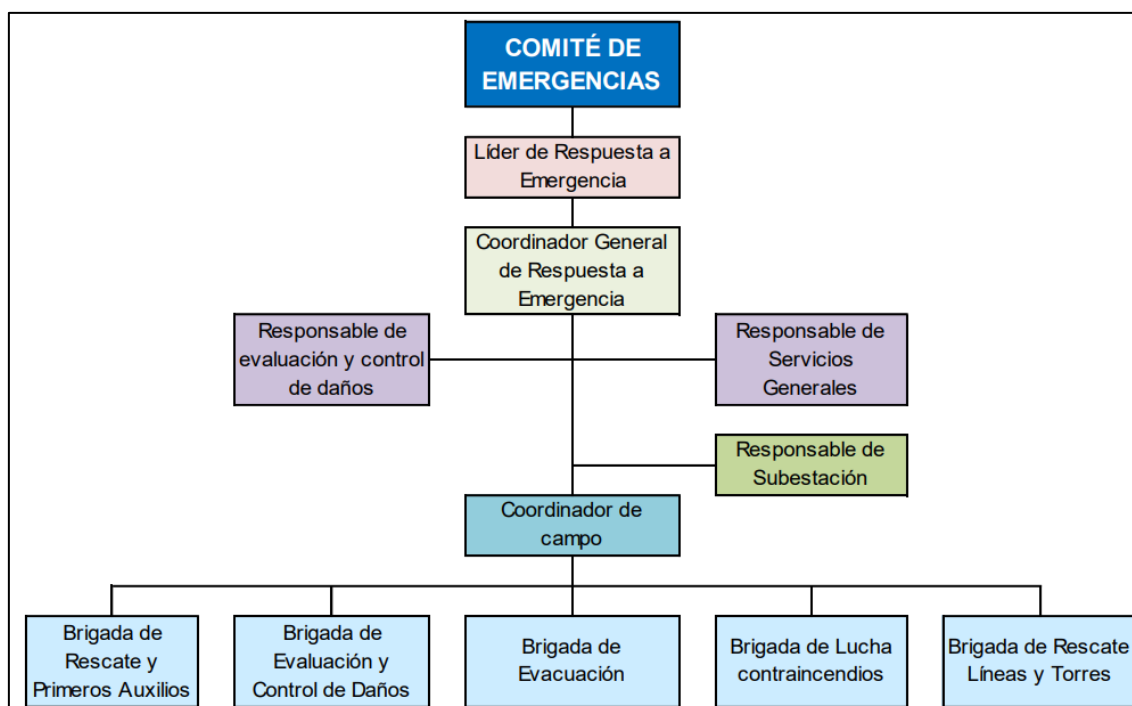 COMITÉ DE
EMERGENCIAS
Líder de Respuesta a
Emergencia
Coordinador General
de Respuesta a
Emergencia
Responsable de
evaluación y control
de daños
Responsable de
Servicios
Generales
Responsable de
Subestación
Coordinador de
campo
Brigada de
Rescate y
Primeros Auxilios
Brigada de
Evaluación y
Control de Daños
Brigada de
Evacuación
Brigada de Lucha
contraincendios
Brigada de Rescate
Líneas y Torres